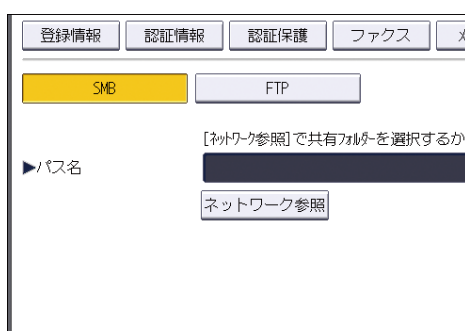 登録情報 認証情報 認証保護 ファクス
SMB FTP
[ﾈｯﾄﾜｰｸ参照]で共有ﾌｫﾙﾀﾞｰを選択するか
▶パス名
ネットワーク参照